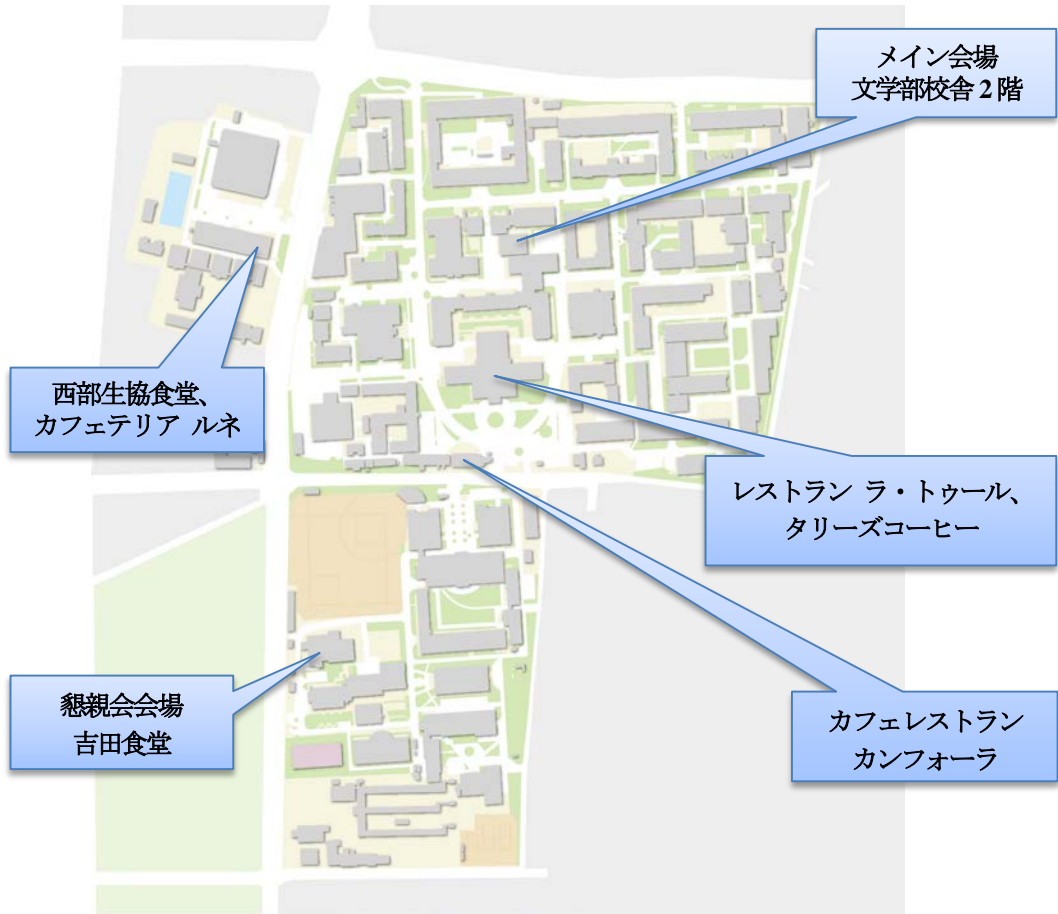 メイン会場
文学部校舎 2 階
西部生協食堂、
カフェテリア ルネ
レストラン ラ・トゥール、
タリーズコーヒー
懇親会会場
吉田食堂
カフェレストラン
カンフォーラ